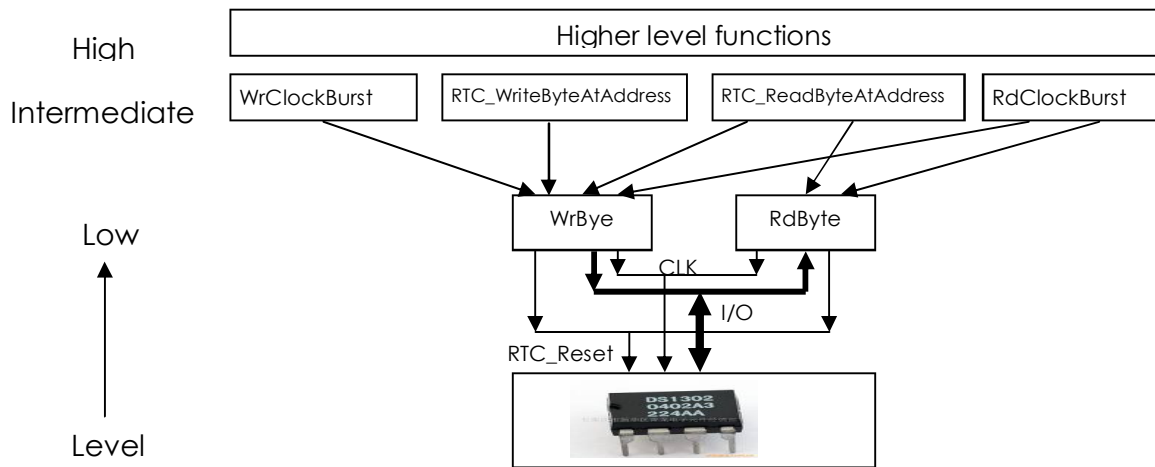 High
Higher level functions
Intermediate
WrClockBurst
RTC_WriteByteAtAddress
RTC_ReadByteAtAddress
RdClockBurst
Low
WrBye
RdByte
CLK
I/O
RTC_Reset
DS1302
0402A3
224AA
Level